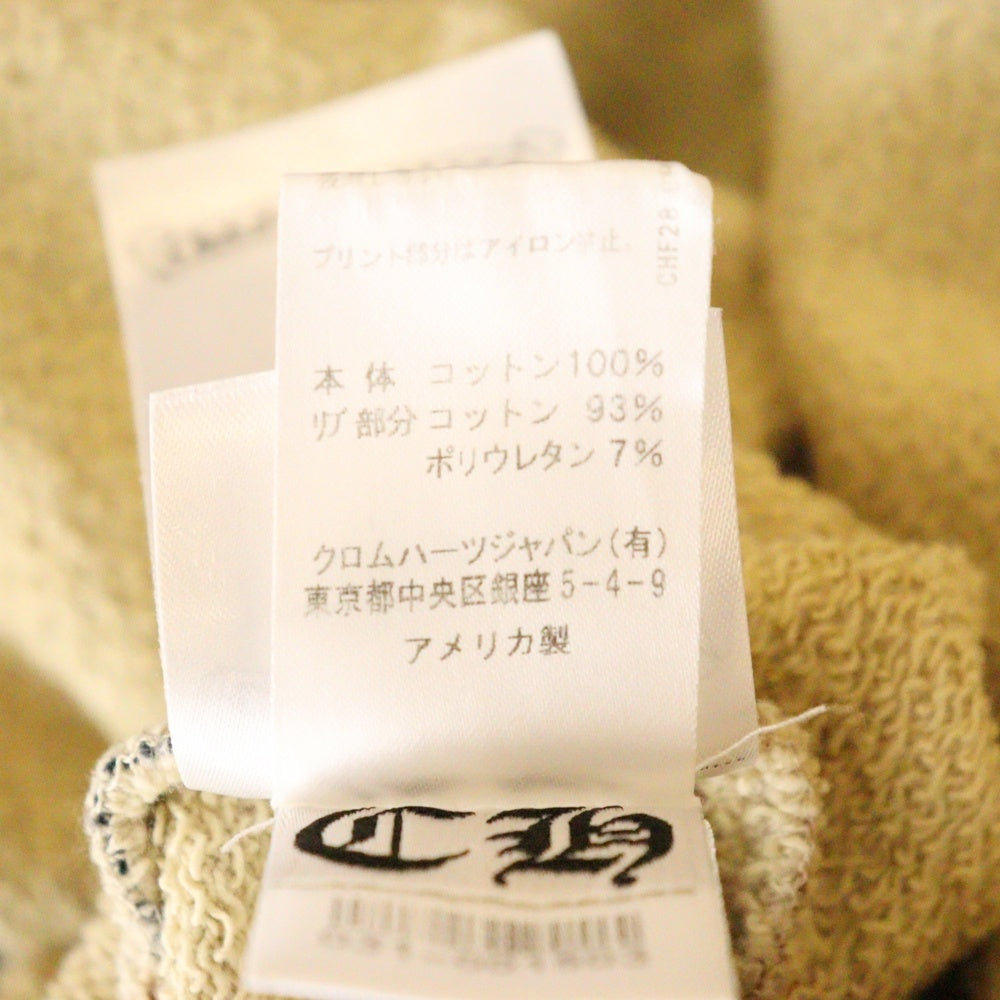 プリント部分はアイロン禁止。
CHF28
本体 コットン100%
リブ部分コットン 93%
ポリウレタン 7%
クロムハーツジャパン(有)
東京都中央区銀座5-4-9
アメリカ製
CH